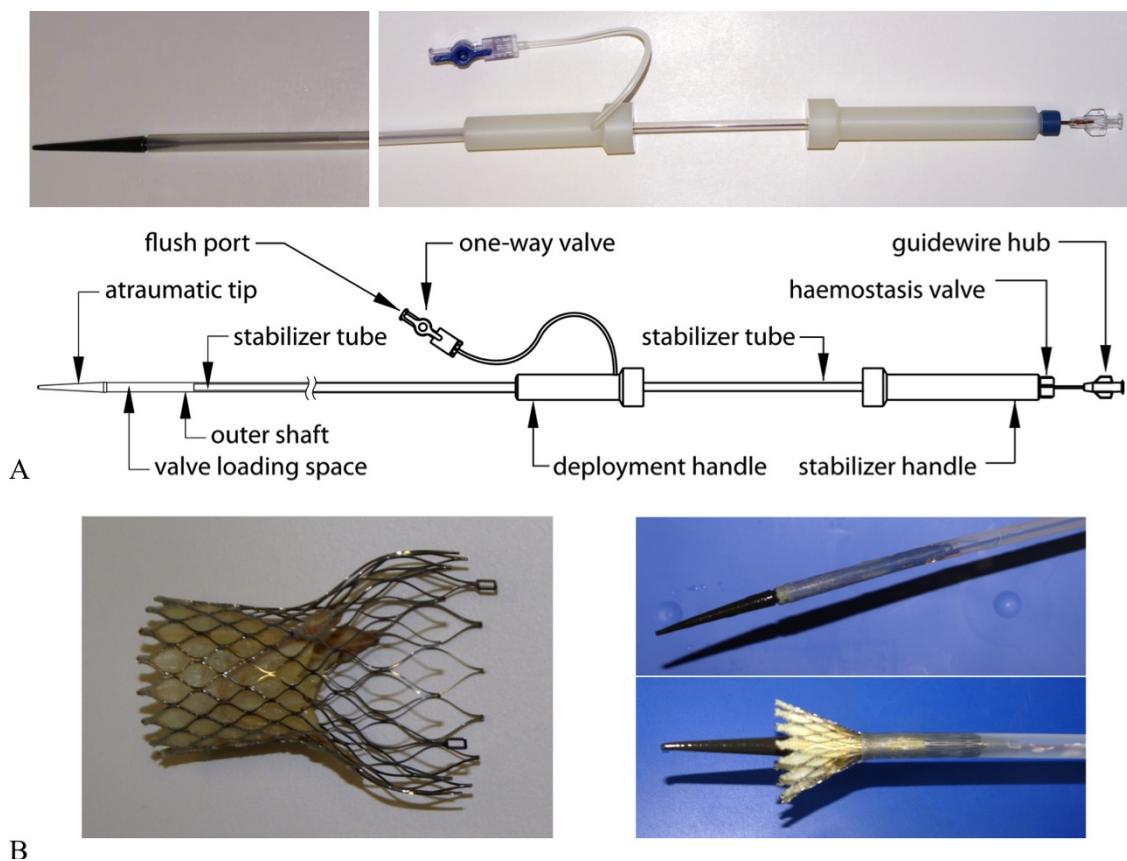 flush port
one-way valve
guidewire hub
atraumatic tip
haemostasis valve
stabilizer tube
stabilizer tube
outer shaft
valve loading space
deployment handle
stabilizer handle
A
B